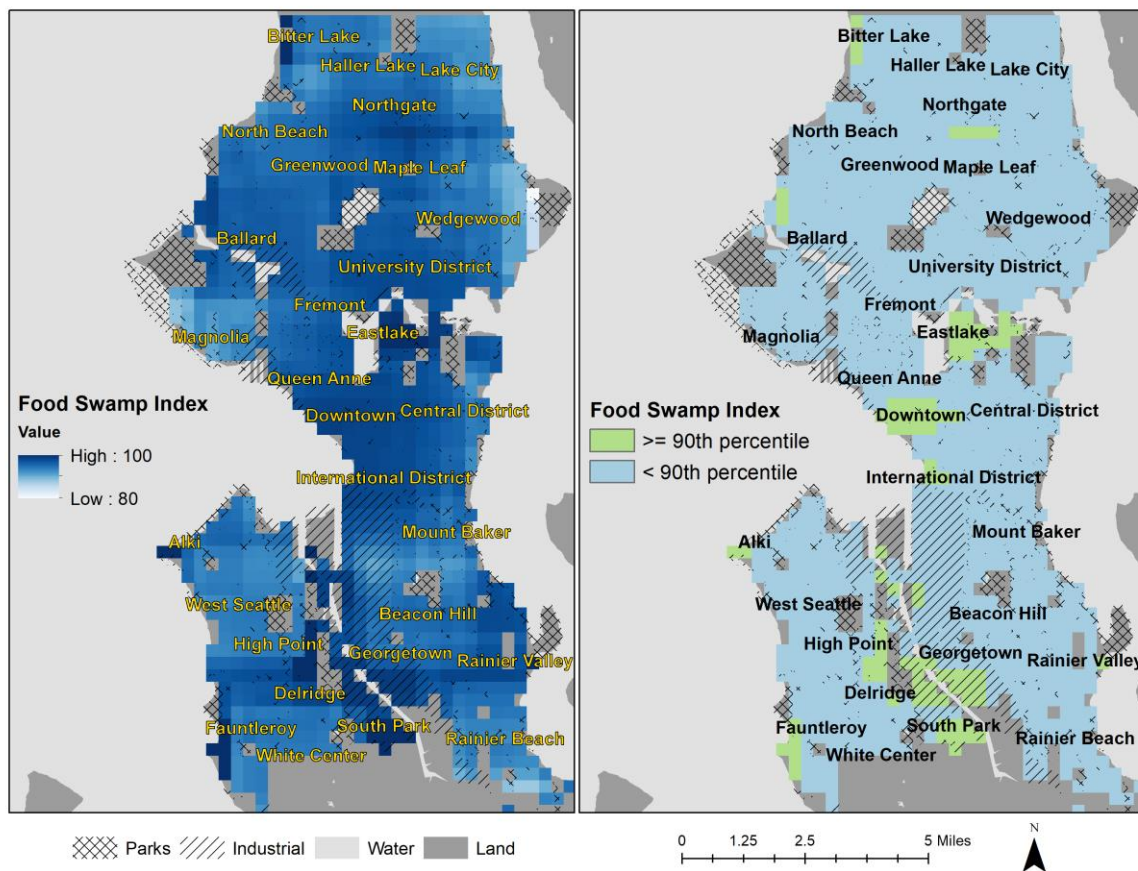 Bitter Lake
Haller Lake
Lake City
Northgate
North Beach
Greenwood
Maple Leaf
Wedgewood
Ballard
University District
Fremont
Eastlake
Magnolia
Queen Anne
Downtown
Central District
International District
Mount Baker
Alki
West Seattle
Beacon Hill
High Point
Georgetown
Rainier Valley
Delridge
Fauntleroy
South Park
Rainier Beach
White Center
Food Swamp Index
Value
High : 100
Low : 80
Bitter Lake
Haller Lake
Lake City
Northgate
North Beach
Greenwood
Maple Leaf
Wedgewood
Ballard
University District
Fremont
Eastlake
Magnolia
Queen Anne
Downtown
Central District
International District
Mount Baker
Alki
West Seattle
Beacon Hill
High Point
Georgetown
Rainier Valley
Delridge
Fauntleroy
South Park
Rainier Beach
White Center
Food Swamp Index
>= 90th percentile
< 90th percentile
Parks
Industrial
Water
Land
0 1.25 2.5 5 Miles
N